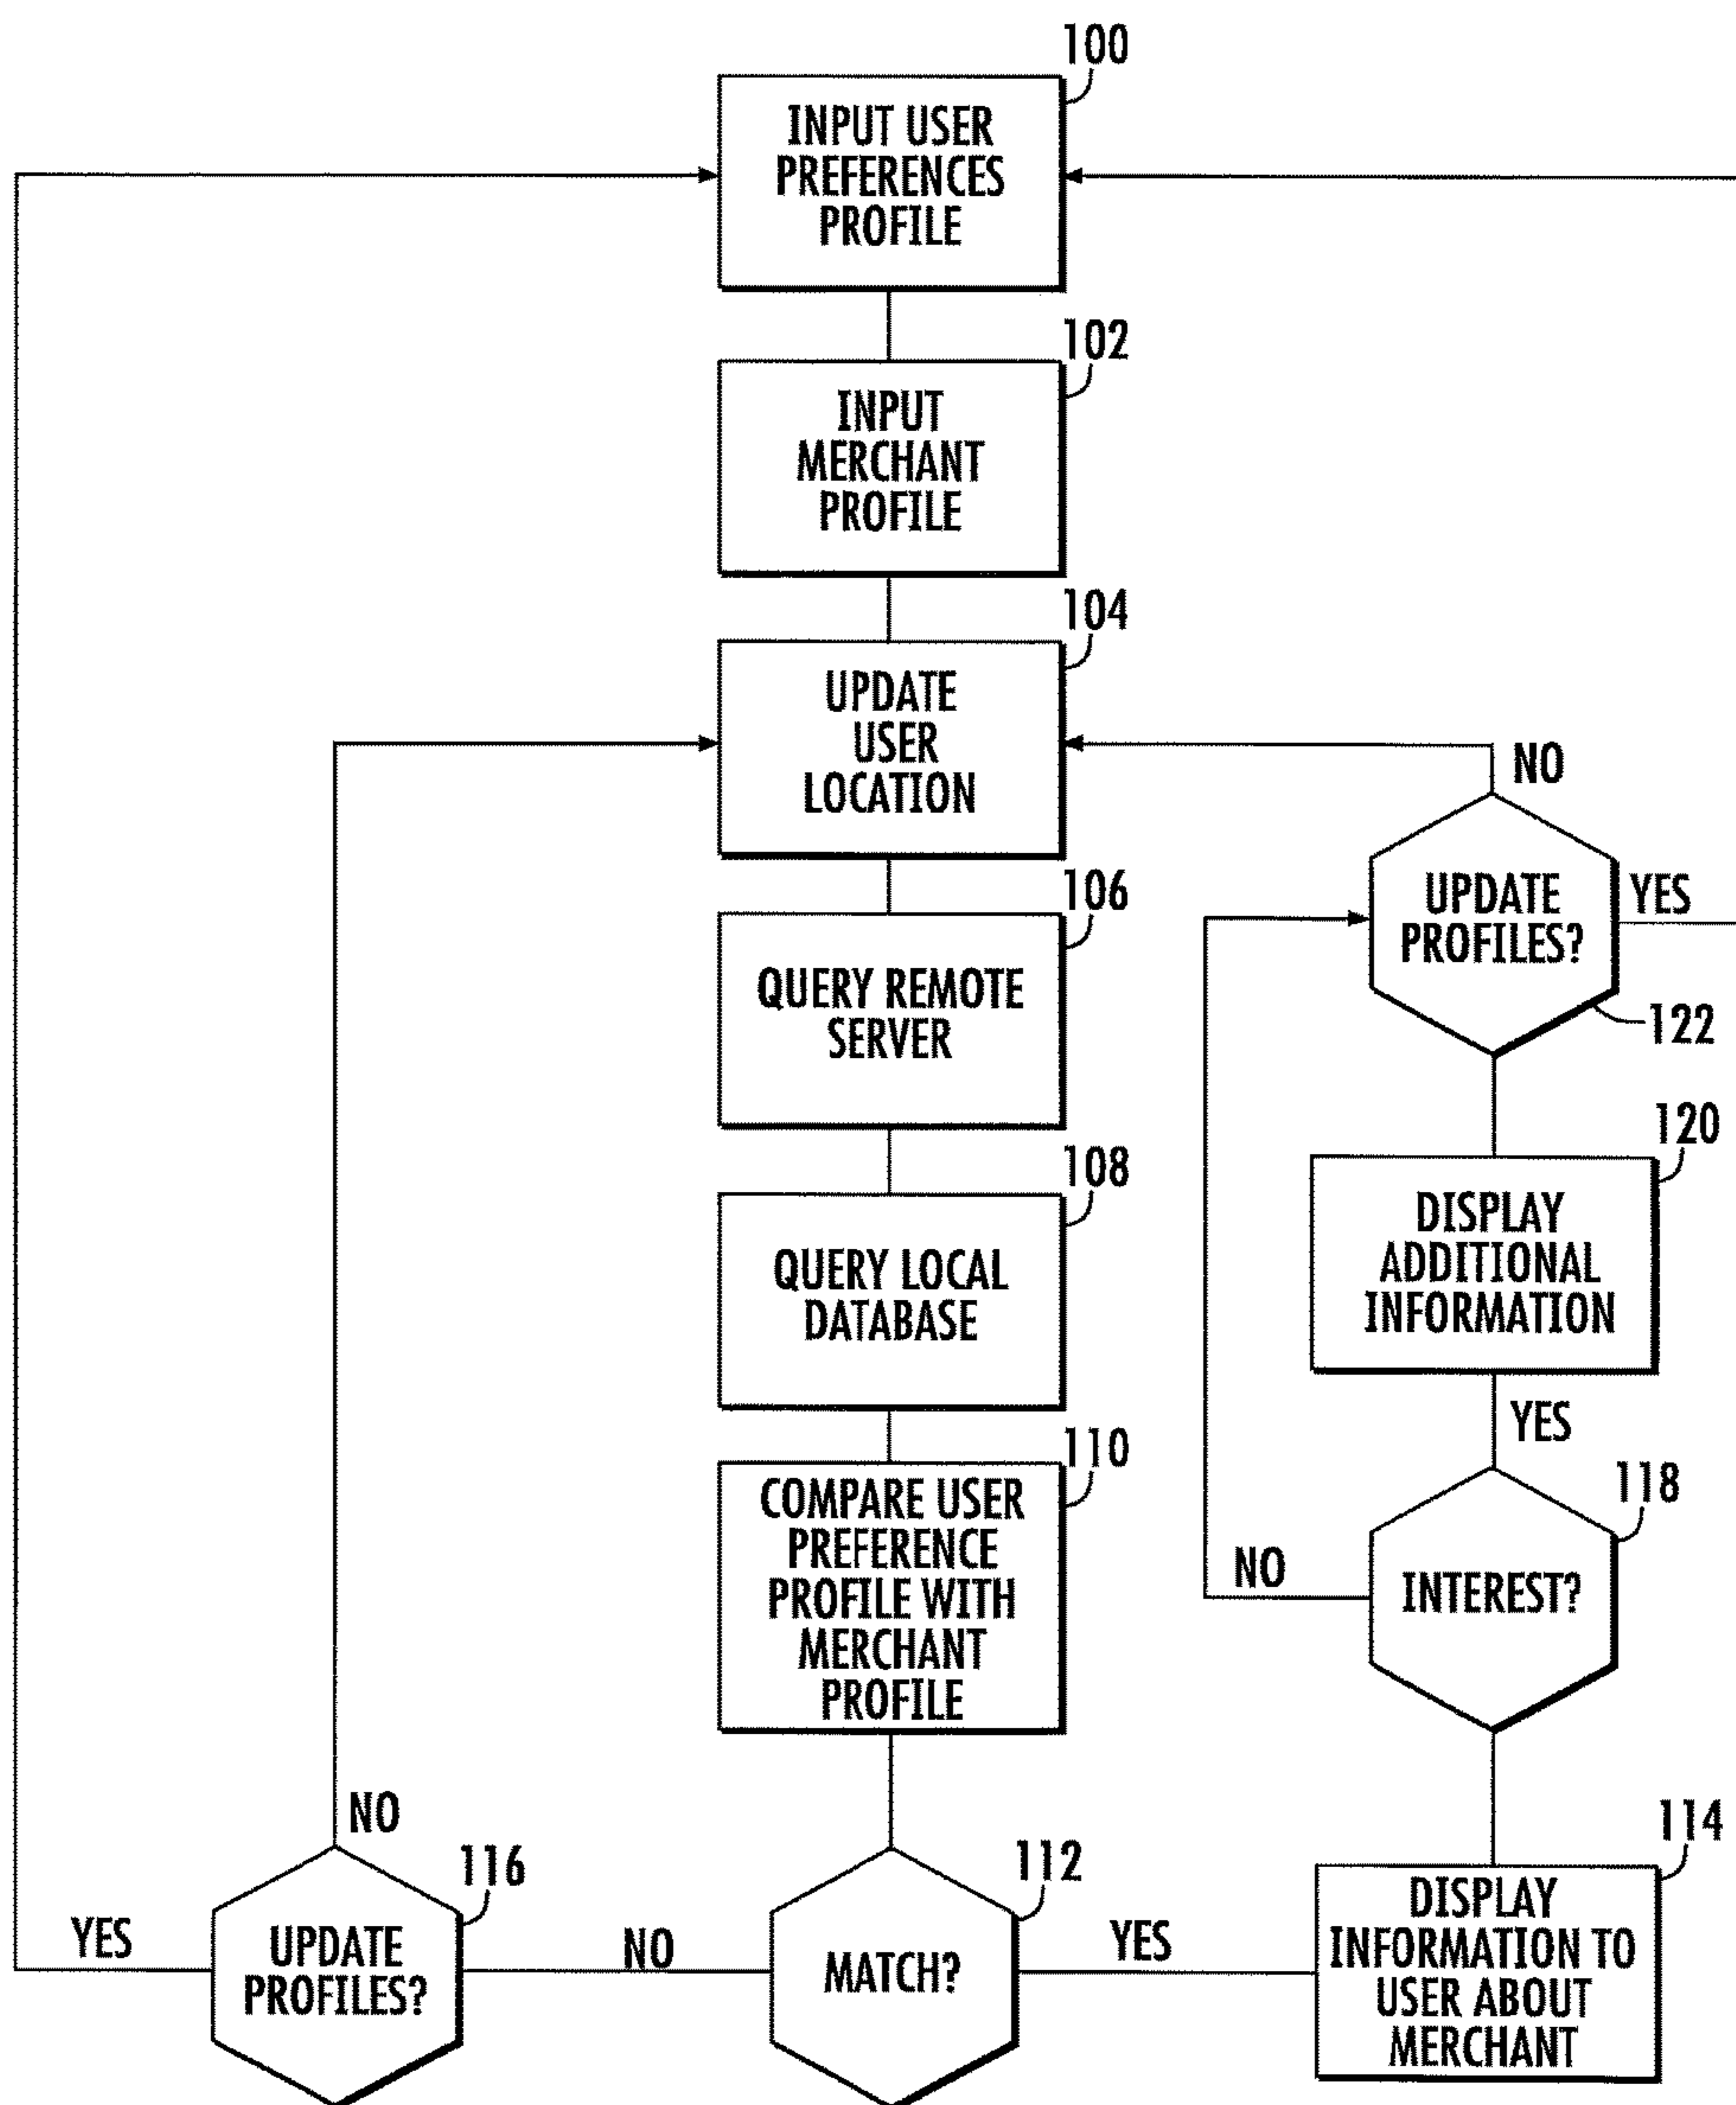 100
INPUT USER
PREFERENCES
PROFILE
102
INPUT
MERCHANT
PROFILE
104
UPDATE
USER
LOCATION
NO
106
UPDATE
PROFILES?
YES
122
QUERY REMOTE
SERVER
120
DISPLAY
ADDITIONAL
INFORMATION
108
QUERY LOCAL
DATABASE
YES
110
COMPARE USER
PREFERENCE
PROFILE WITH
MERCHANT
PROFILE
118
NO
INTEREST?
NO
116
UPDATE
PROFILES?
YES
NO
112
MATCH?
YES
114
DISPLAY
INFORMATION TO
USER ABOUT
MERCHANT